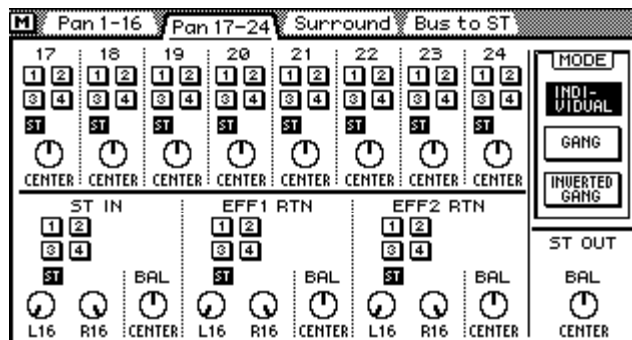 M Pan 1-16 Pan 17-24 Surround Bus to ST
17 18 19 20 21 22 23 24 MODE
1 2 1 2 1 2 1 2 1 2 1 2 1 2 1 2
3 4 3 4 3 4 3 4 3 4 3 4 3 4 3 4 INDI-
VIDUAL
ST ST ST ST ST ST ST ST
GANG
CENTER CENTER CENTER CENTER CENTER CENTER CENTER CENTER
INVERTED
GANG
ST IN EFF1 RTN EFF2 RTN
1 2 1 2 1 2
3 4 3 4 3 4
ST OUT
ST BAL ST BAL ST BAL BAL
L16 R16 CENTER L16 R16 CENTER L16 R16 CENTER CENTER